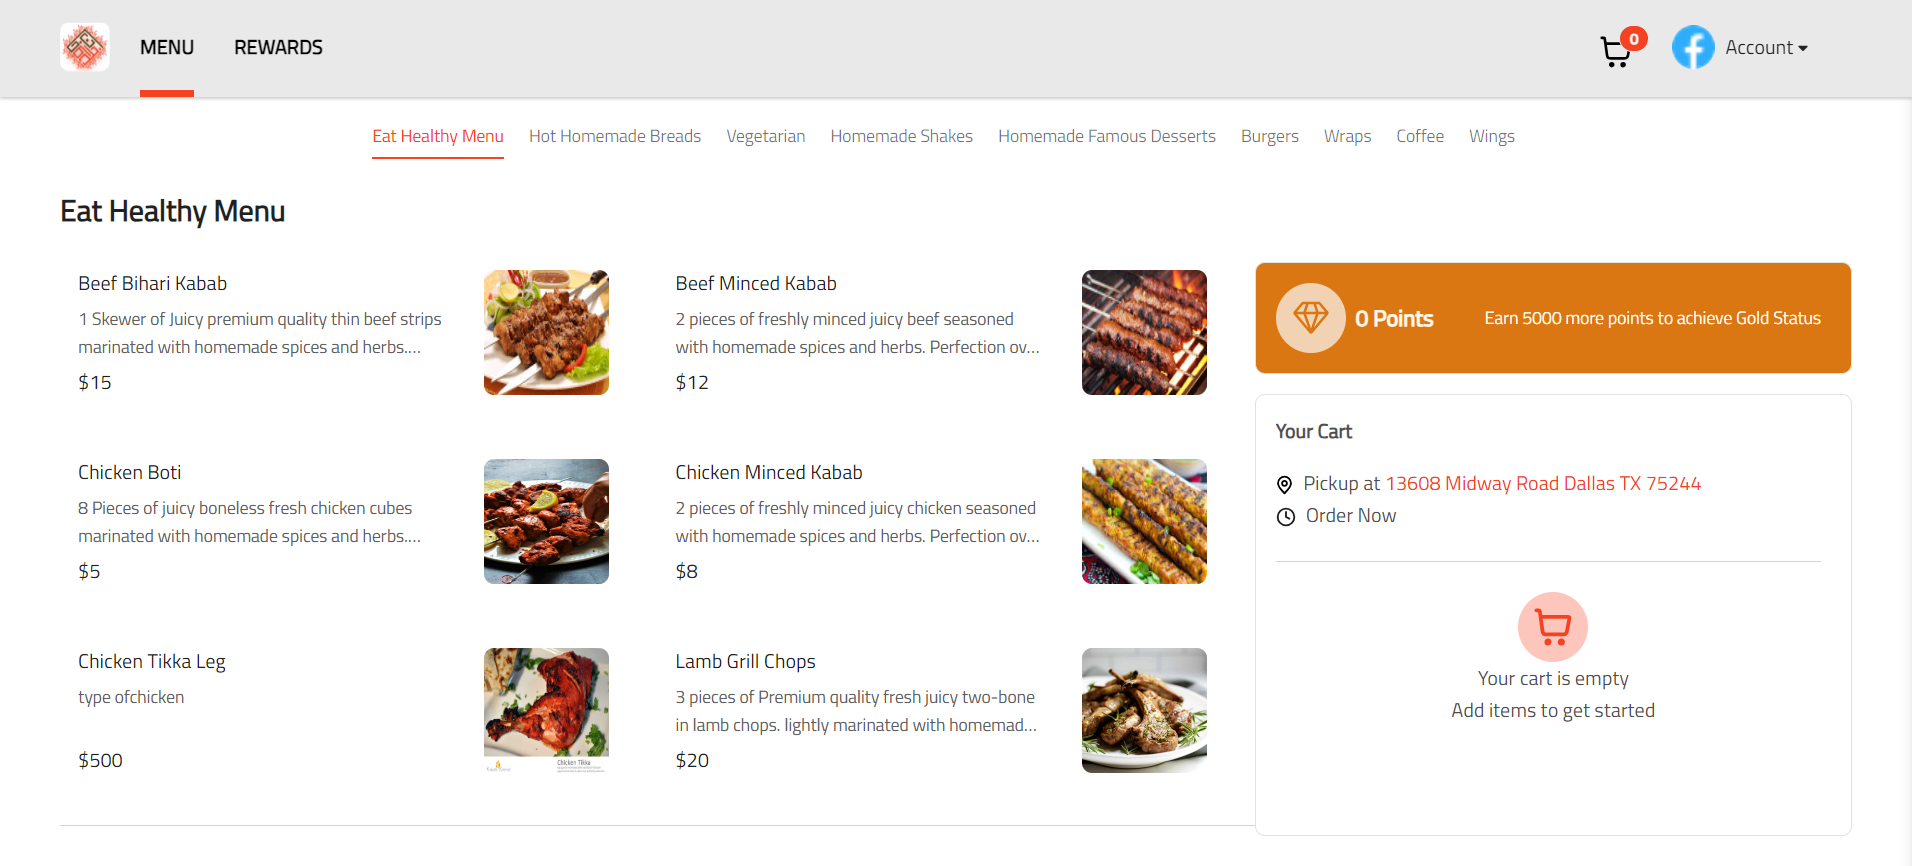 MENU
REWARDS
0
Account
Eat Healthy Menu
Hot Homemade Breads
Vegetarian
Homemade Shakes
Homemade Famous Desserts
Burgers
Wraps
Coffee
Wings
Eat Healthy Menu
Beef Bihari Kabab
1 Skewer of Juicy premium quality thin beef strips
marinated with homemade spices and herbs....
$15
Beef Minced Kabab
2 pieces of freshly minced juicy beef seasoned
with homemade spices and herbs. Perfection ov...
$12
Chicken Boti
8 Pieces of juicy boneless fresh chicken cubes
marinated with homemade spices and herbs....
$5
Chicken Minced Kabab
2 pieces of freshly minced juicy chicken seasoned
with homemade spices and herbs. Perfection ov...
$8
Chicken Tikka Leg
type ofchicken
$500
Chicken Tikka
Lamb Grill Chops
3 pieces of Premium quality fresh juicy two-bone
in lamb chops. lightly marinated with homemad...
$20
0 Points
Earn 5000 more points to achieve Gold Status
Your Cart
Pickup at 13608 Midway Road Dallas TX 75244
Order Now
Your cart is empty
Add items to get started